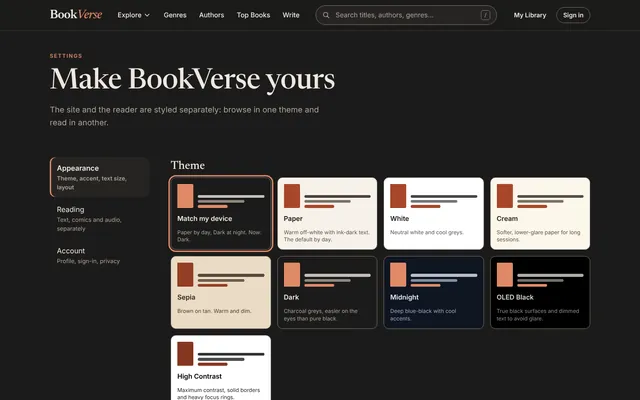 BookVerse
Explore
Genres
Authors
Top Books
Write
Search titles, authors, genres...
/
My Library
Sign in
SETTINGS
Make BookVerse yours
The site and the reader are styled separately: browse in one theme and
read in another.
Appearance
Theme, accent, text size,
layout
Reading
Text, comics and audio,
separately
Account
Profile, sign-in, privacy
Theme
Match my device
Paper by day, Dark at night. Now:
Dark.
Paper
Warm off-white with ink-dark text.
The default by day.
White
Neutral white and cool greys.
Cream
Softer, lower-glare paper for long
sessions.
Sepia
Brown on tan. Warm and dim.
Dark
Charcoal greys, easier on the
eyes than pure black.
Midnight
Deep blue-black with cool
accents.
OLED Black
True black surfaces and dimmed
text to avoid glare.
High Contrast
Maximum contrast, solid borders
and heavy focus rings.